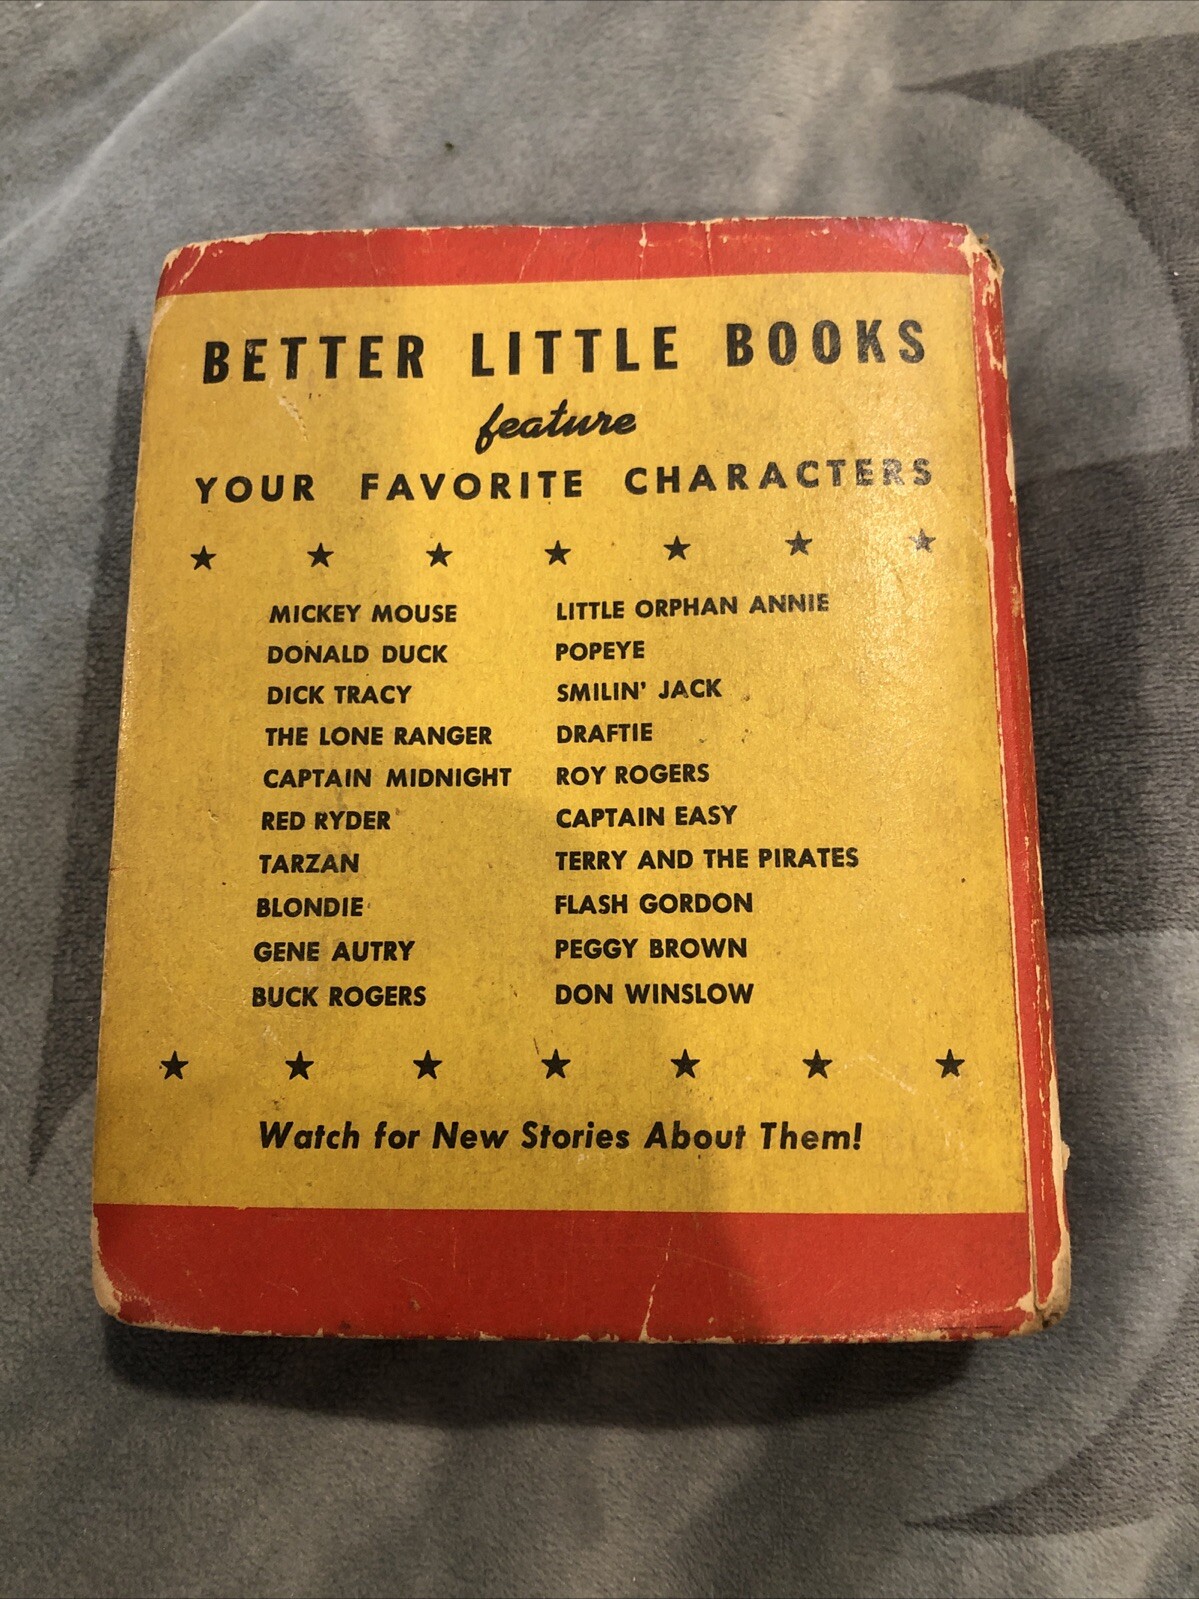 BETTER LITTLE BOOKS
feature
YOUR FAVORITE CHARACTERS
★ ★ ★ ★ ★ ★ ★
MICKEY MOUSE
DONALD DUCK
DICK TRACY
THE LONE RANGER
CAPTAIN MIDNIGHT
RED RYDER
TARZAN
BLONDIE
GENE AUTRY
BUCK ROGERS
LITTLE ORPHAN ANNIE
POPEYE
SMILIN' JACK
DRAFTIE
ROY ROGERS
CAPTAIN EASY
TERRY AND THE PIRATES
FLASH GORDON
PEGGY BROWN
DON WINSLOW
★ ★ ★ ★ ★ ★ ★
Watch for New Stories About Them!